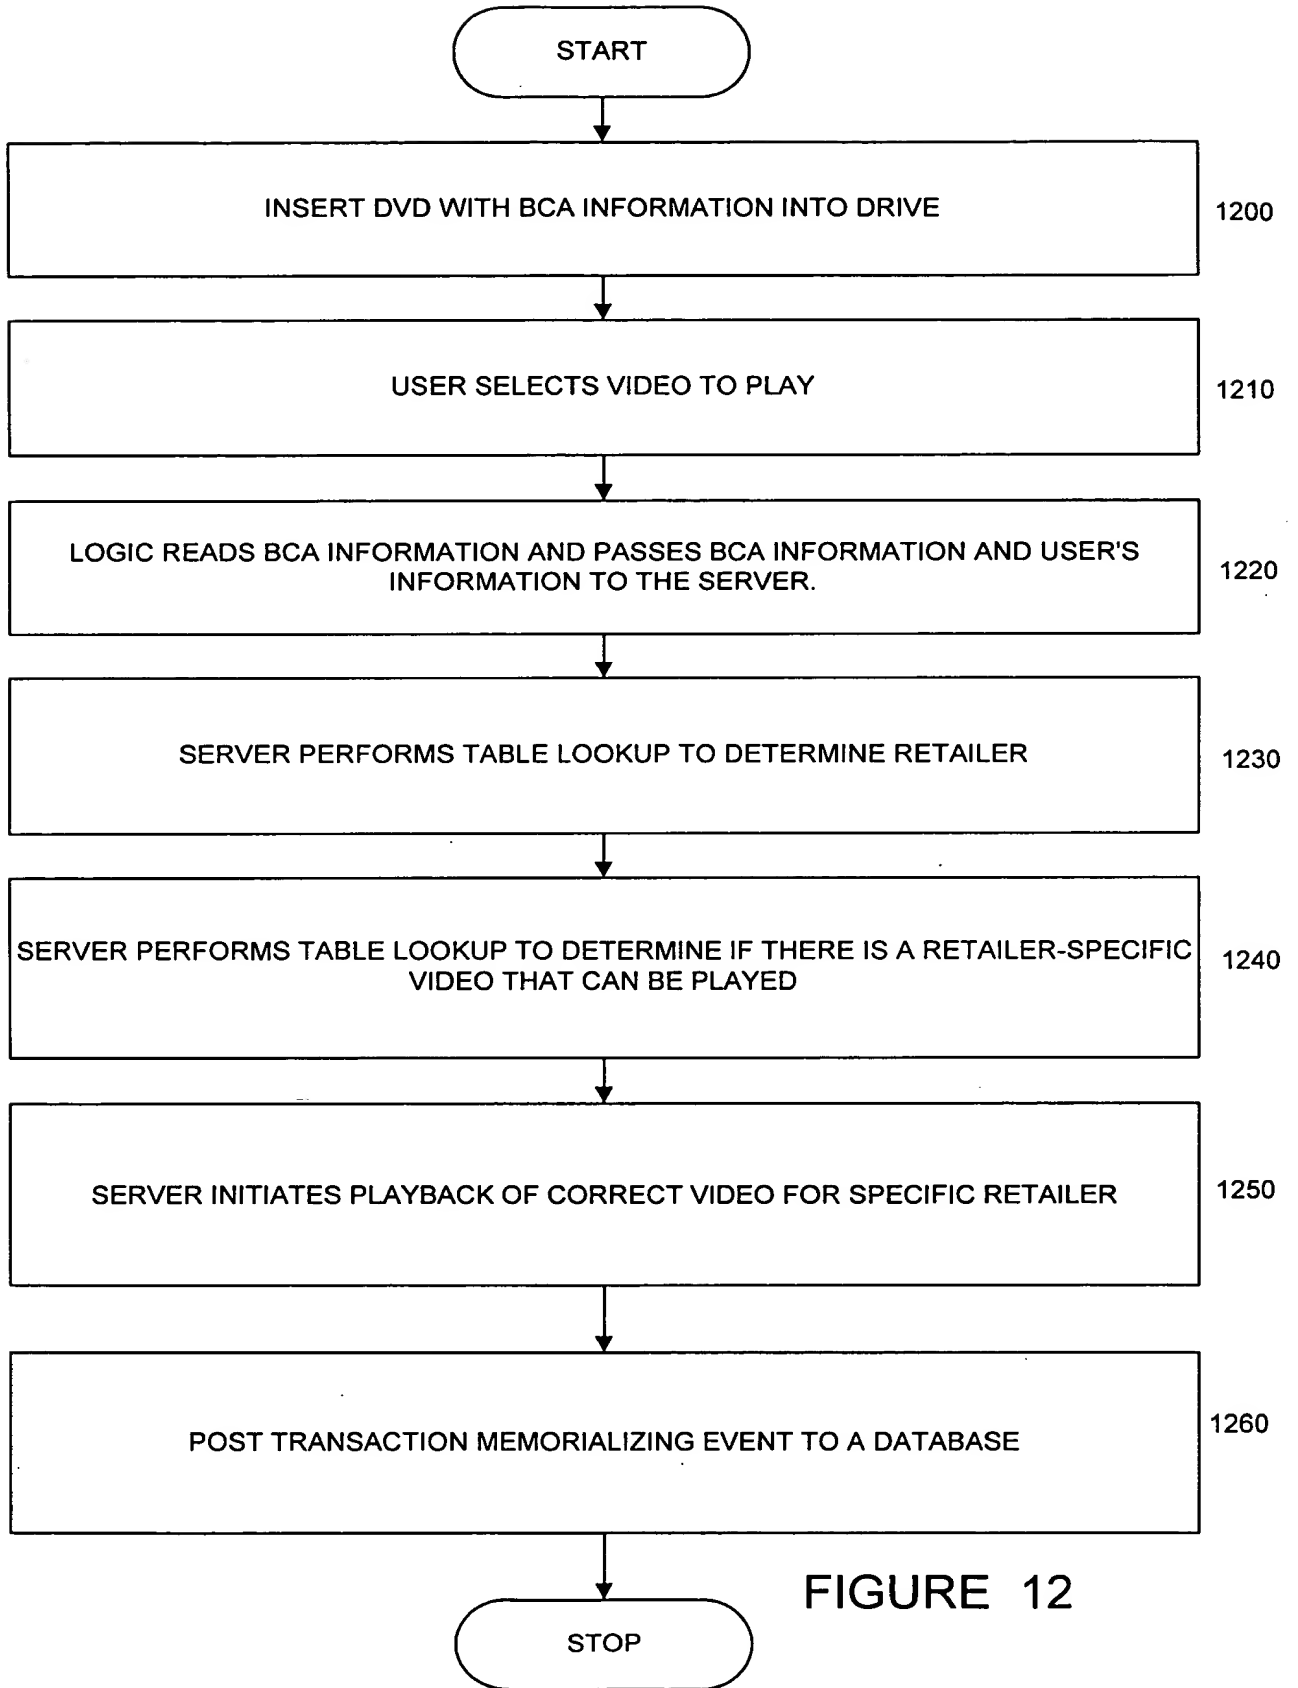 START
INSERT DVD WITH BCA INFORMATION INTO DRIVE
1200
USER SELECTS VIDEO TO PLAY
1210
LOGIC READS BCA INFORMATION AND PASSES BCA INFORMATION AND USER'S
INFORMATION TO THE SERVER.
1220
SERVER PERFORMS TABLE LOOKUP TO DETERMINE RETAILER
1230
SERVER PERFORMS TABLE LOOKUP TO DETERMINE IF THERE IS A RETAILER-SPECIFIC
VIDEO THAT CAN BE PLAYED
1240
SERVER INITIATES PLAYBACK OF CORRECT VIDEO FOR SPECIFIC RETAILER
1250
POST TRANSACTION MEMORIALIZING EVENT TO A DATABASE
1260
FIGURE 12
STOP